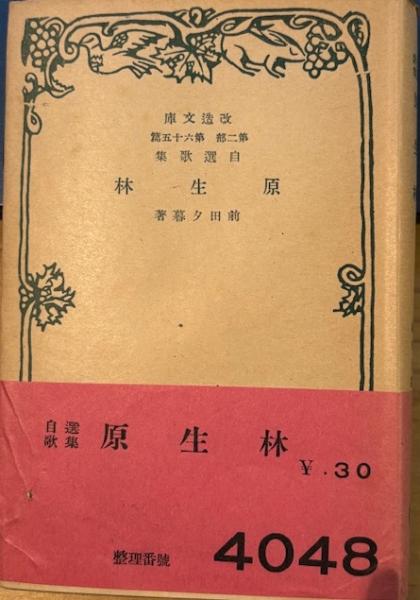 改造文庫
第二部 第六十五篇
自選歌集
原生林
前田夕暮著
自選
歌集
原生林
¥ .30
整理番號 4048